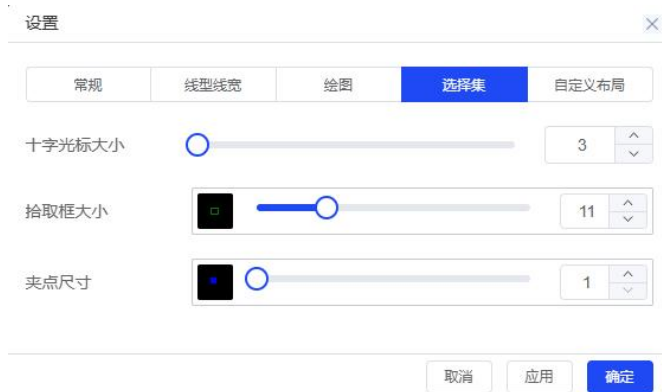 设置
常规 线型线宽 绘图 选择集 自定义布局
十字光标大小 3
拾取框大小 11
夹点尺寸 1
取消 应用 确定